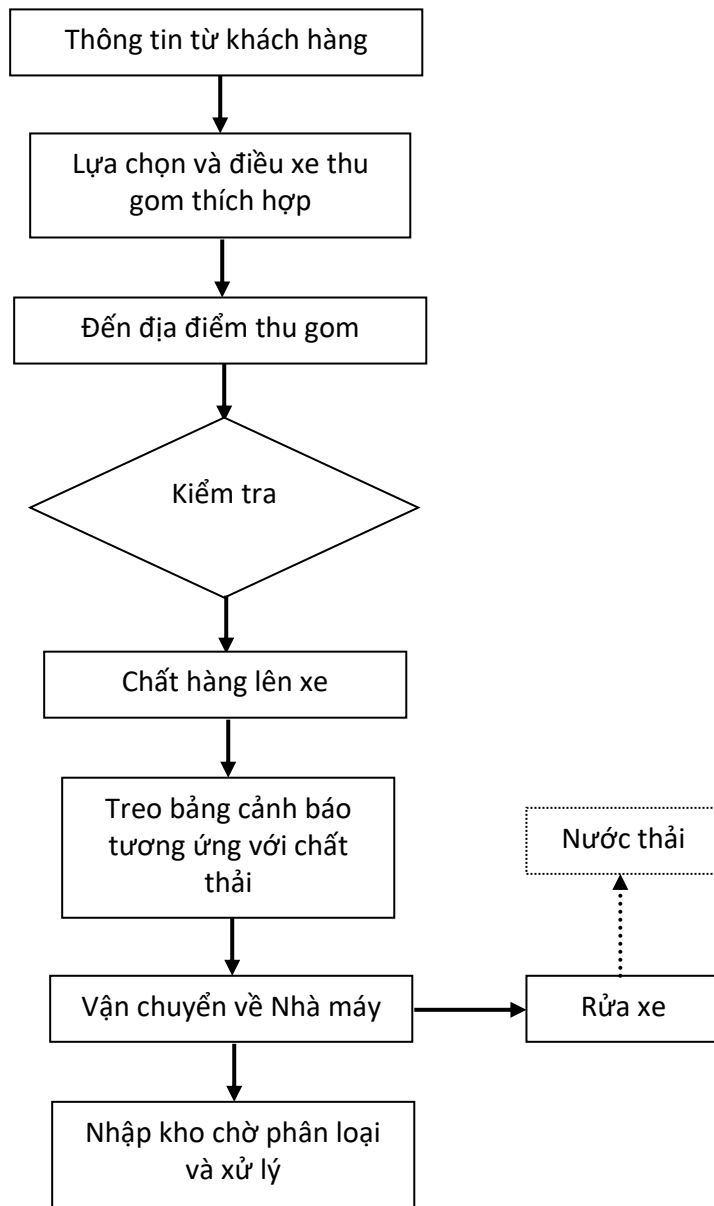 Thông tin từ khách hàng
Lựa chọn và điều xe thu
gom thích hợp
Đến địa điểm thu gom
Kiểm tra
Chất hàng lên xe
Treo bảng cảnh báo
tương ứng với chất
thải
Nước thải
Vận chuyển về Nhà máy
Rửa xe
Nhập kho chờ phân loại
và xử lý